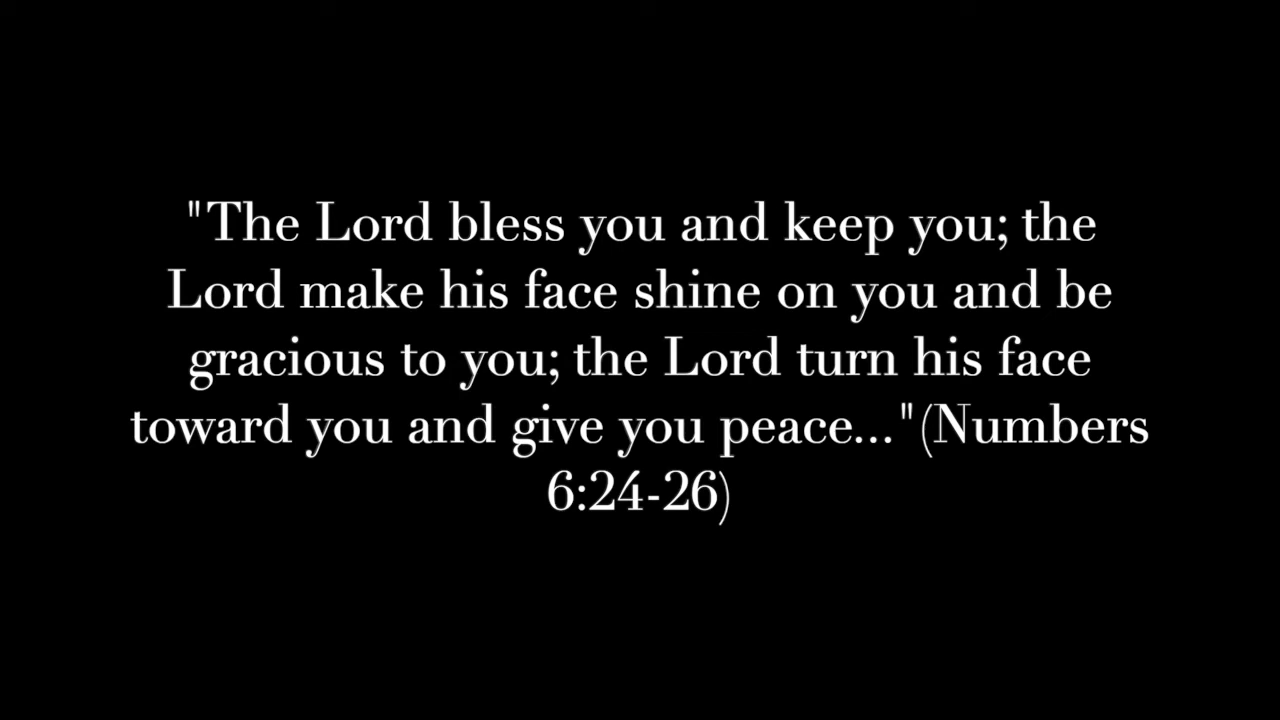 "The Lord bless you and keep you; the
Lord make his face shine on you and be
gracious to you; the Lord turn his face
toward you and give you peace..."(Numbers
6:24-26)